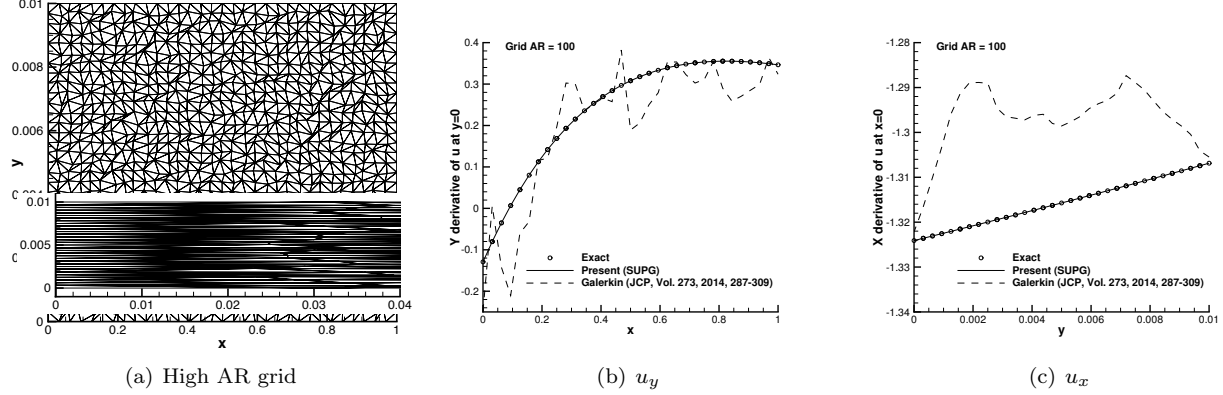 0.01
0.008
0.006
y
0.01
0.005
0
0 0.01 0.02 0.03 0.04
0
0 0.2 0.4 0.6 0.8 1
x
(a) High AR grid
Grid AR = 100
0.4
0.3
0.2
0.1
0
-0.1
-0.2
Y derivative of u at y=0
Exact
Present (SUPG)
Galerkin (JCP, Vol. 273, 2014, 287-309)
0 0.2 0.4 0.6 0.8 1
x
(b) u_y
Grid AR = 100
-1.28
-1.29
-1.3
-1.31
-1.32
-1.33
-1.34
X derivative of u at x=0
Exact
Present (SUPG)
Galerkin (JCP, Vol. 273, 2014, 287-309)
0 0.002 0.004 0.006 0.008 0.01
y
(c) u_x